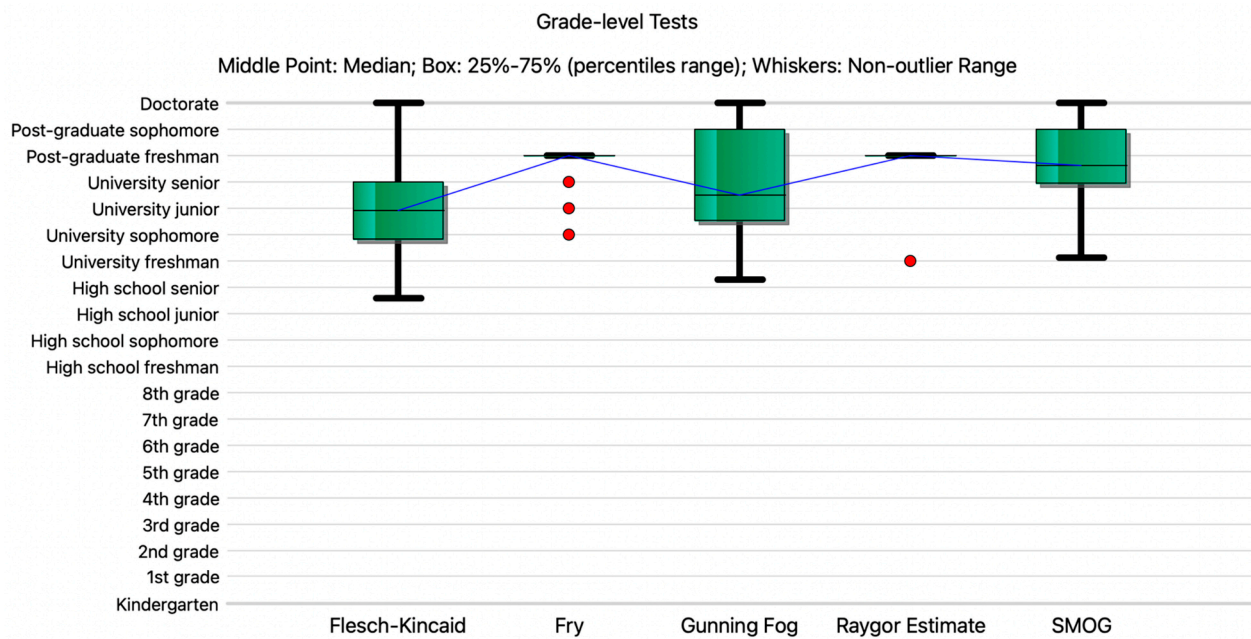 Grade-level Tests
Middle Point: Median; Box: 25%-75% (percentiles range); Whiskers: Non-outlier Range
Doctorate
Post-graduate sophomore
Post-graduate freshman
University senior
University junior
University sophomore
University freshman
High school senior
High school junior
High school sophomore
High school freshman
8th grade
7th grade
6th grade
5th grade
4th grade
3rd grade
2nd grade
1st grade
Kindergarten
Flesch-Kincaid Fry Gunning Fog Raygor Estimate SMOG